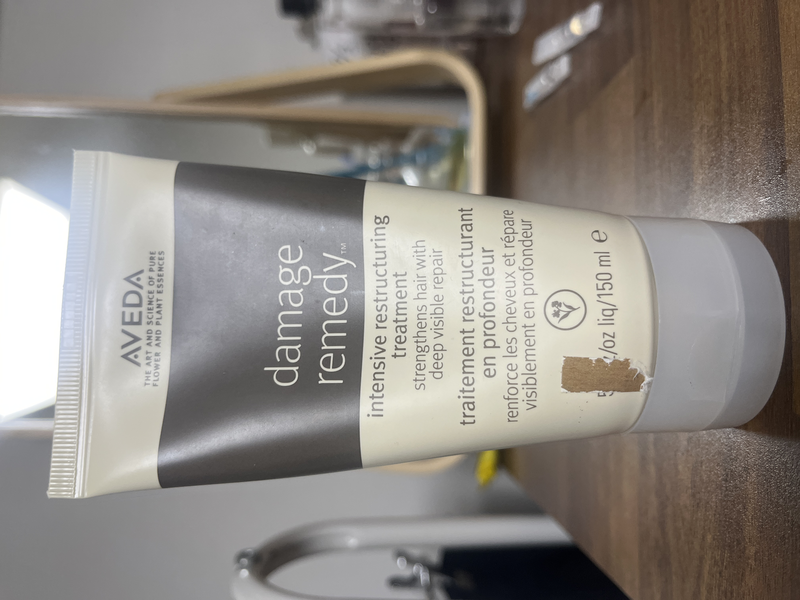 AVEDA
THE ART AND SCIENCE OF PURE
FLOWER AND PLANT ESSENCES
damage
remedy™
intensive restructuring
treatment
strengthens hair with
deep visible repair
traitement restructurant
en profondeur
renforce les cheveux et répare
visiblement en profondeur
oz liq/150 ml ℮